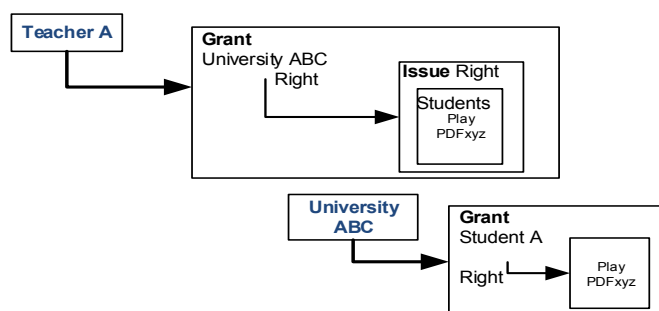 Teacher A
Grant
University ABC
Right
Issue Right
Students
Play
PDFxyz
University
ABC
Grant
Student A
Right
Play
PDFxyz